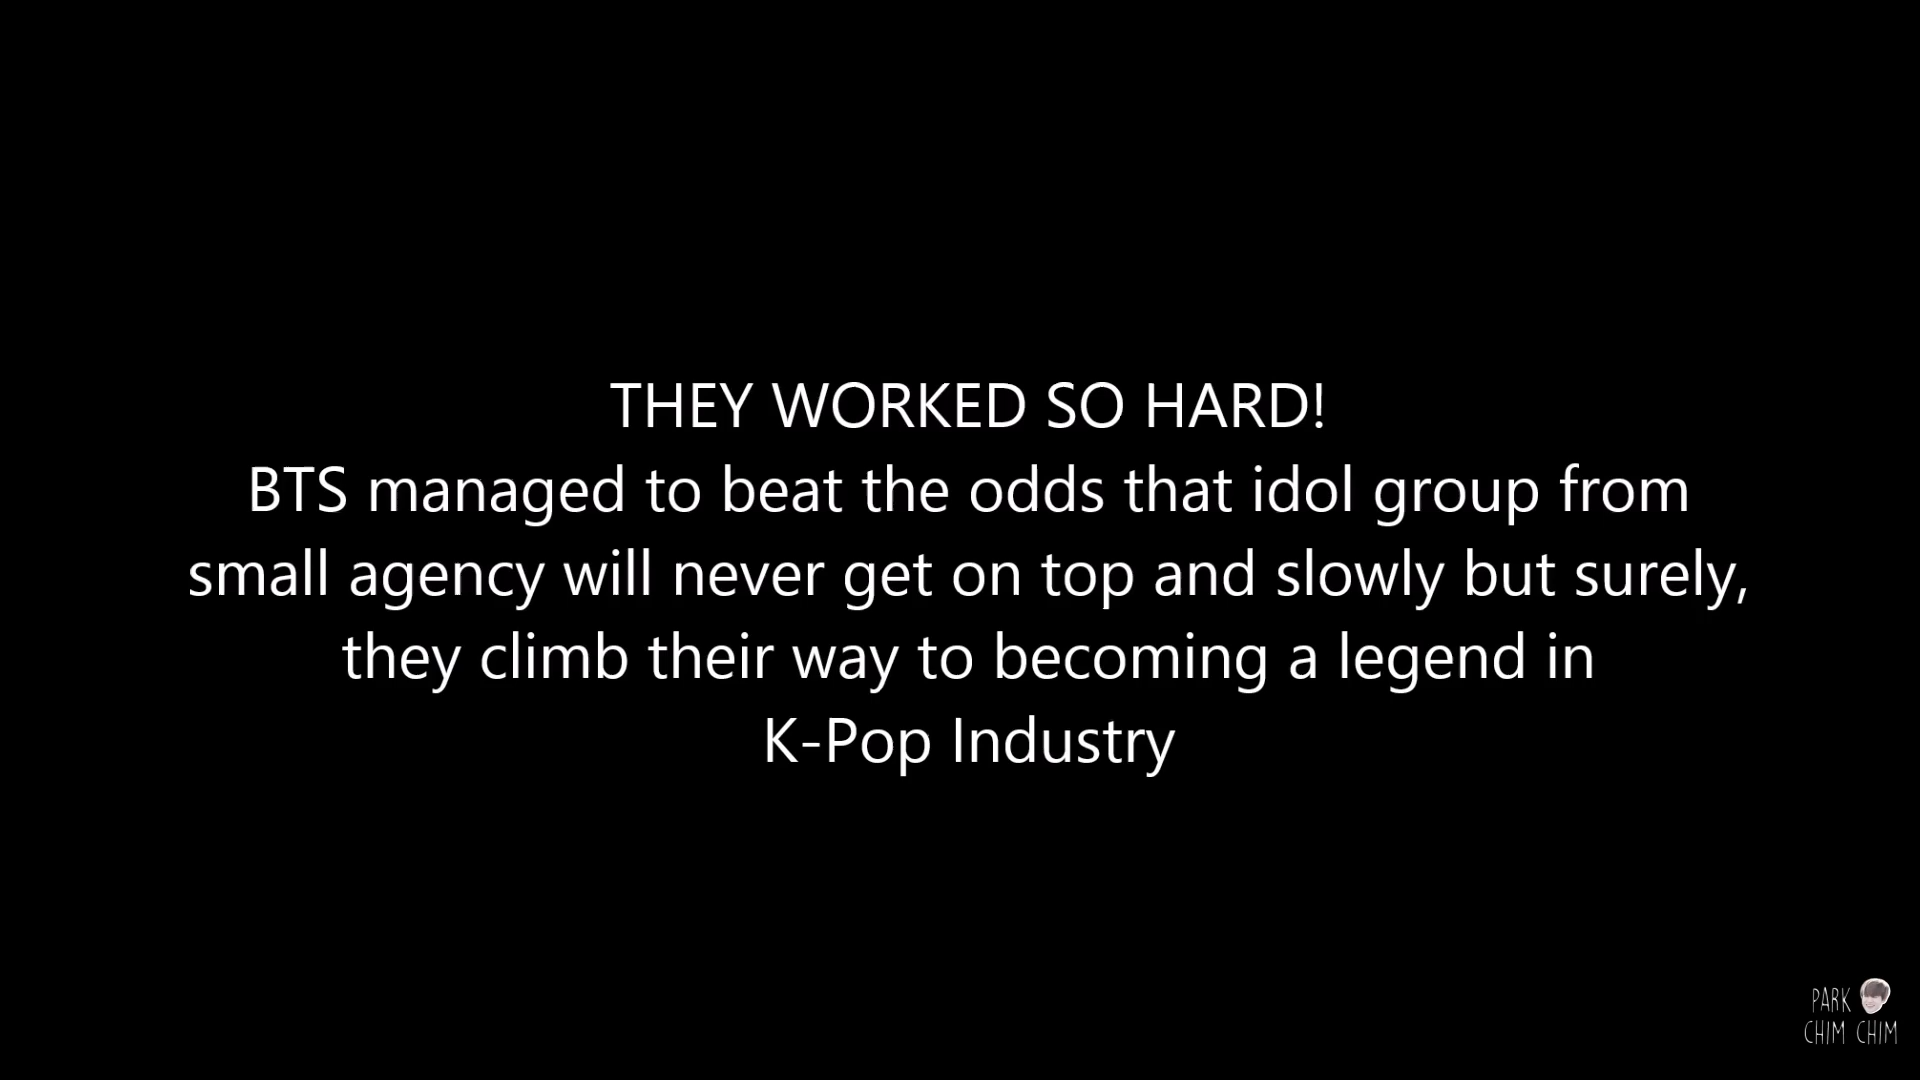 THEY WORKED SO HARD!
BTS managed to beat the odds that idol group from
small agency will never get on top and slowly but surely,
they climb their way to becoming a legend in
K-Pop Industry
PARK
CHIM CHIM